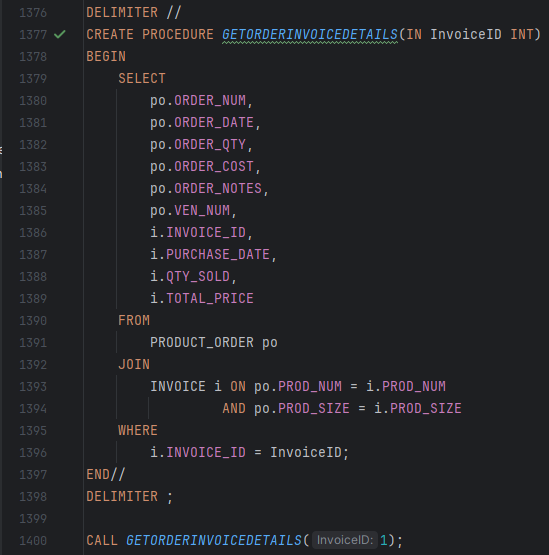 1376 DELIMITER //
1377 CREATE PROCEDURE GETORDERINVOICEDETAILS(IN InvoiceID INT)
1378 BEGIN
1379     SELECT
1380         po.ORDER_NUM,
1381         po.ORDER_DATE,
1382         po.ORDER_QTY,
1383         po.ORDER_COST,
1384         po.ORDER_NOTES,
1385         po.VEN_NUM,
1386         i.INVOICE_ID,
1387         i.PURCHASE_DATE,
1388         i.QTY_SOLD,
1389         i.TOTAL_PRICE
1390     FROM
1391         PRODUCT_ORDER po
1392     JOIN
1393         INVOICE i ON po.PROD_NUM = i.PROD_NUM
1394                  AND po.PROD_SIZE = i.PROD_SIZE
1395     WHERE
1396         i.INVOICE_ID = InvoiceID;
1397 END//
1398 DELIMITER ;
1399
1400 CALL GETORDERINVOICEDETAILS( InvoiceID: 1);